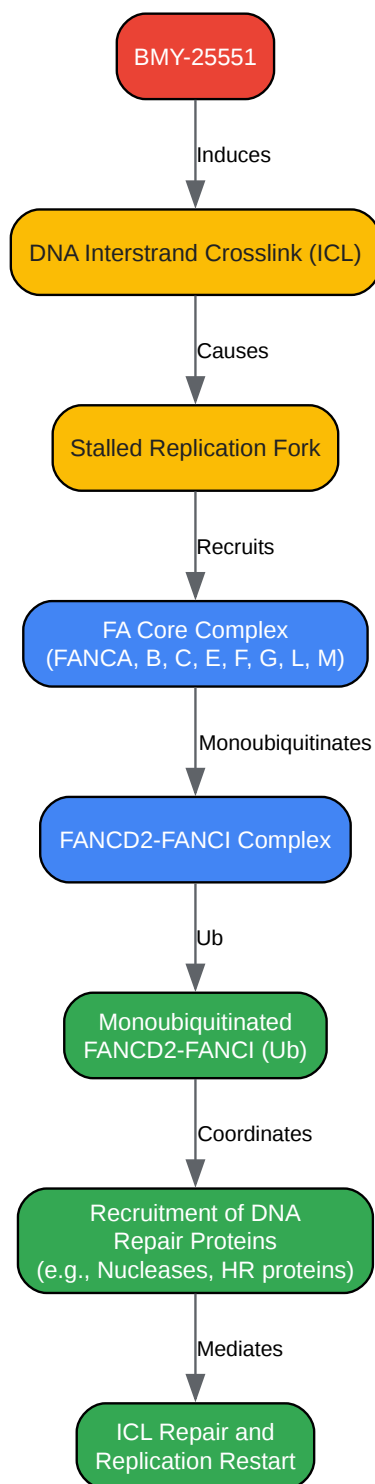 BMY-25551
Induces
DNA Interstrand Crosslink (ICL)
Causes
Stalled Replication Fork
Recruits
FA Core Complex
(FANCA, B, C, E, F, G, L, M)
Monoubiquitinates
FANCD2-FANCI Complex
Ub
Monoubiquitinated
FANCD2-FANCI (Ub)
Coordinates
Recruitment of DNA
Repair Proteins
(e.g., Nucleases, HR proteins)
Mediates
ICL Repair and
Replication Restart